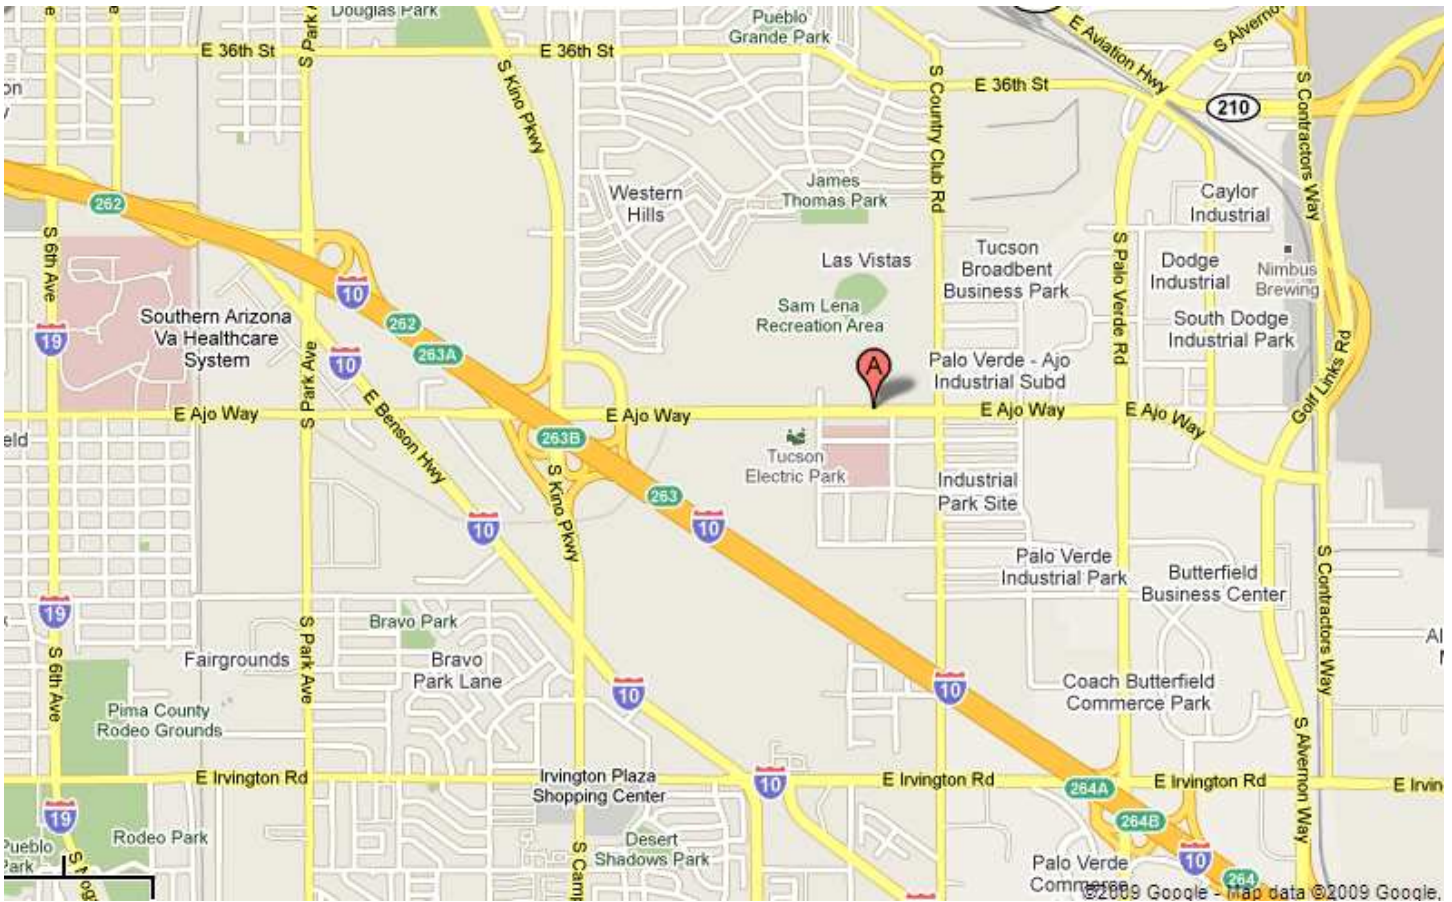 Douglas Park
Pueblo
Grande Park
E Aviation Hwy
S Alverno
E 36th St
E 36th St
E 36th St
S Park A
S Kino Pkwy
S Country Club Rd
S Contractors Way
210
Western
Hills
James
Thomas Park
Caylor
Industrial
262
S 6th Ave
Las Vistas
Tucson
Broadbent
Business Park
S Palo Verde Rd
Dodge
Industrial
Nimbus
Brewing
10
Southern Arizona
Va Healthcare
System
262
Sam Lena
Recreation Area
South Dodge
Industrial Park
19
263A
10
S Park Ave
A
Palo Verde - Ajo
Industrial Subd
Golf Links Rd
E Ajo Way
E Benson Hwy
E Ajo Way
E Ajo Way
E Ajo Way
263B
eld
Tucson
Electric Park
S Kino Pkwy
263
10
10
Industrial
Park Site
Palo Verde
Industrial Park
Butterfield
Business Center
S Contractors Way
19
Bravo Park
S Park Ave
S 6th Ave
Fairgrounds
Bravo
Park Lane
10
10
Coach Butterfield
Commerce Park
Pima County
Rodeo Grounds
S Alvernon Way
E Irvington Rd
Irvington Plaza
Shopping Center
10
E Irvington Rd
264A
E Irvington Rd
E Irvin
19
264B
Rodeo Park
Desert
Shadows Park
Pueblo
Park
S Nog
S Camp
Palo Verde
Commerce
10
264
©2009 Google - Map data ©2009 Google,